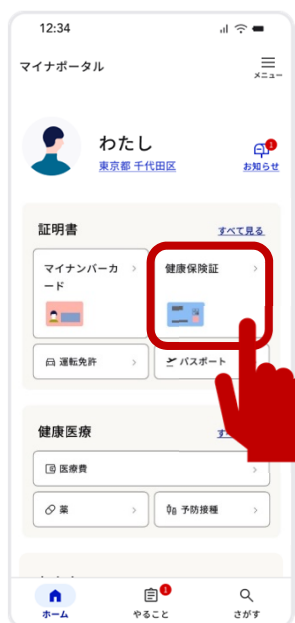 12:34
マイナポータル
メニュー
わたし
東京都 千代田区
1
お知らせ
証明書
すべて見る
マイナンバーカ
ード
健康保険証
運転免許
パスポート
健康医療
す
医療費
薬
予防接種
1
ホーム
やること
さがす